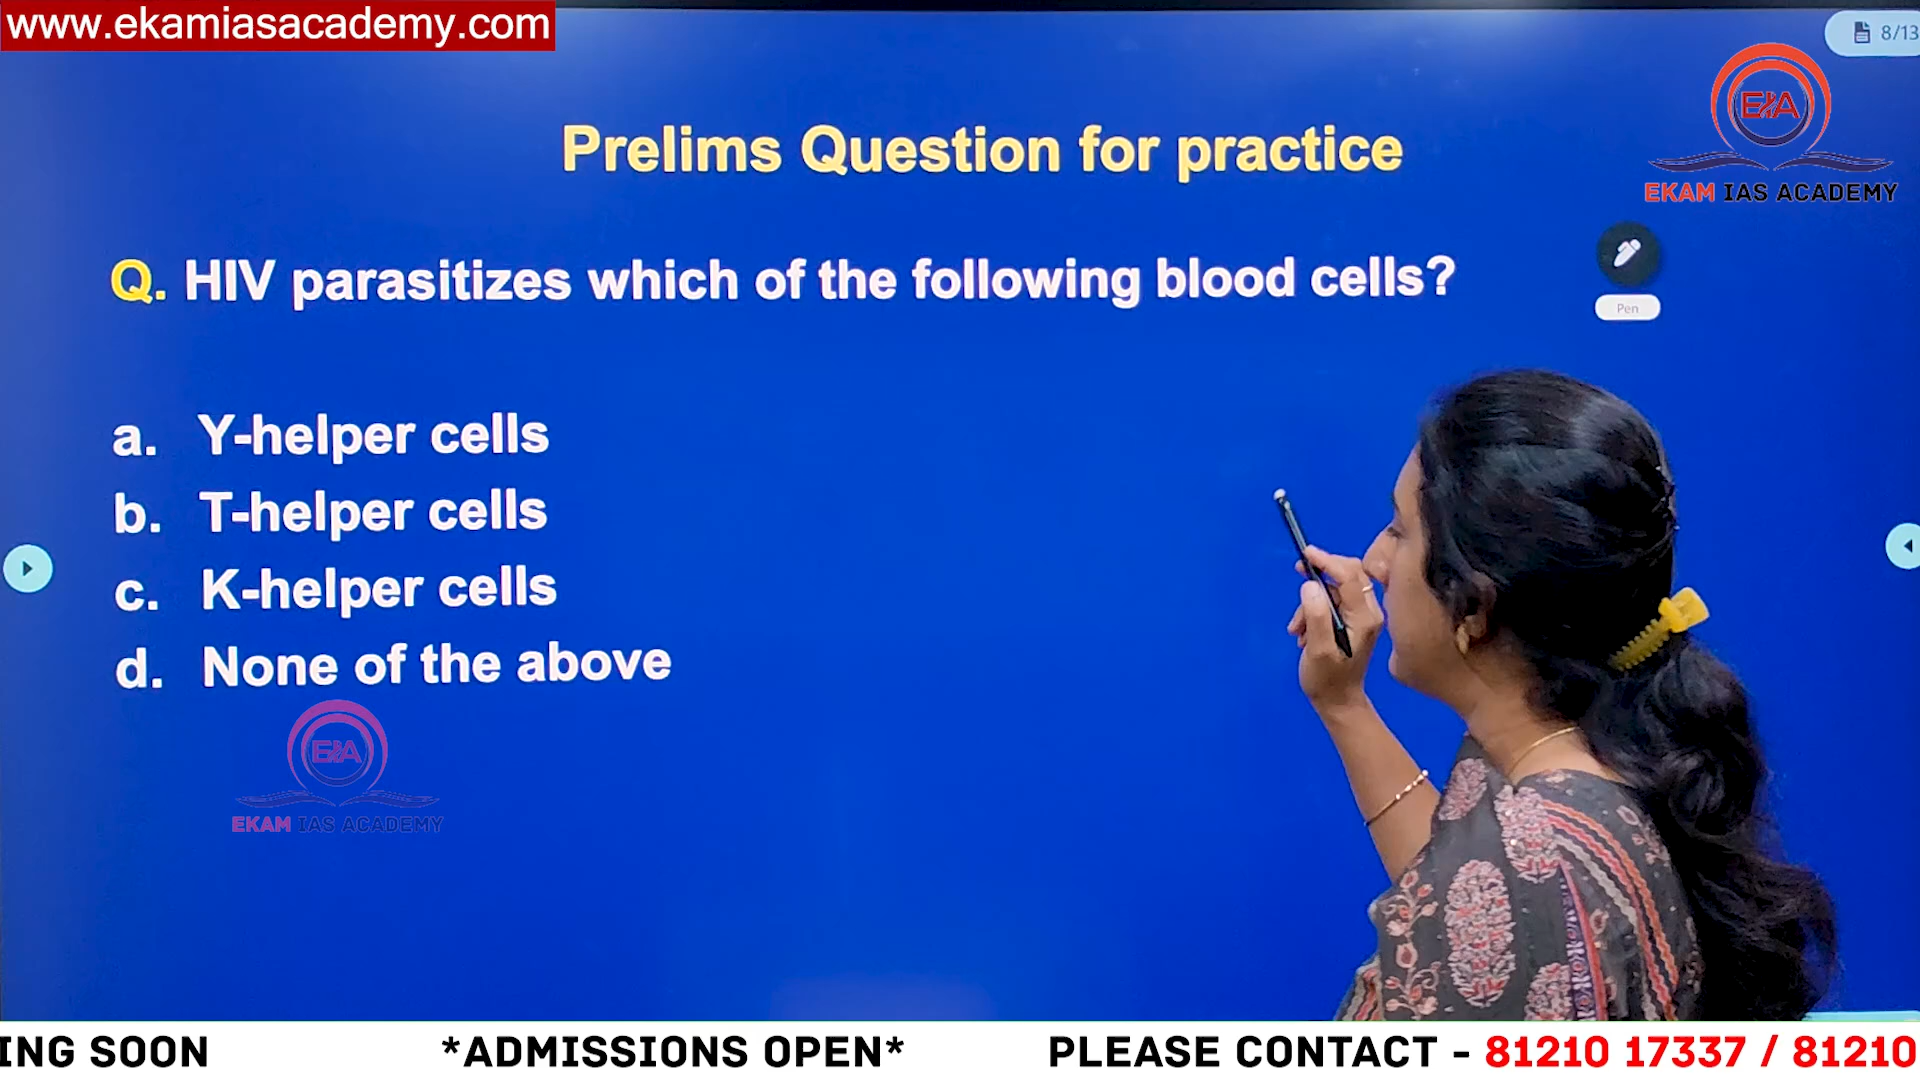 www.ekamiasacademy.com
8/13
EIA
EKAM IAS ACADEMY
Prelims Question for practice
Q. HIV parasitizes which of the following blood cells?
Pen
a. Y-helper cells
b. T-helper cells
c. K-helper cells
d. None of the above
EIA
EKAM IAS ACADEMY
ING SOON *ADMISSIONS OPEN* PLEASE CONTACT - 81210 17337 / 81210